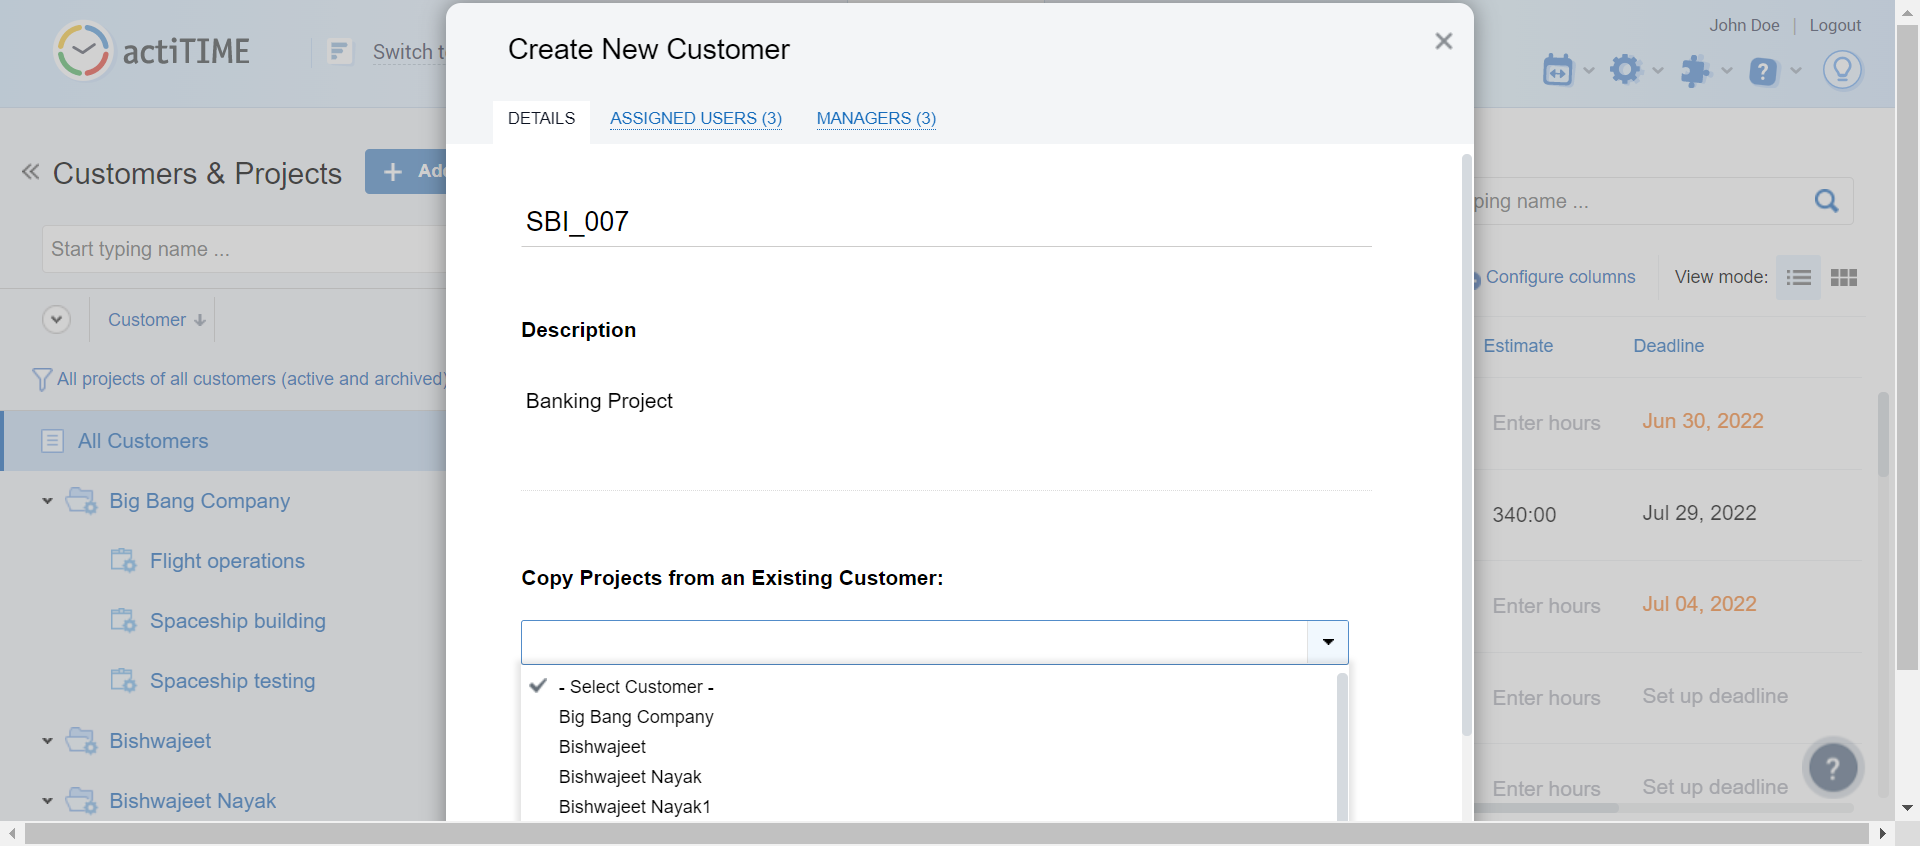 actiTIME
Switch t
John Doe
Logout
Create New Customer
DETAILS
ASSIGNED USERS (3)
MANAGERS (3)
Customers & Projects
Add
Start typing name ...
Customer
All projects of all customers (active and archived)
All Customers
Big Bang Company
Flight operations
Spaceship building
Spaceship testing
Bishwajeet
Bishwajeet Nayak
SBI_007
Description
Banking Project
Copy Projects from an Existing Customer:
- Select Customer -
Big Bang Company
Bishwajeet
Bishwajeet Nayak
Bishwajeet Nayak1
ping name ...
Configure columns
View mode:
Estimate
Deadline
Enter hours
Jun 30, 2022
340:00
Jul 29, 2022
Enter hours
Jul 04, 2022
Enter hours
Set up deadline
Enter hours
Set up deadline
?